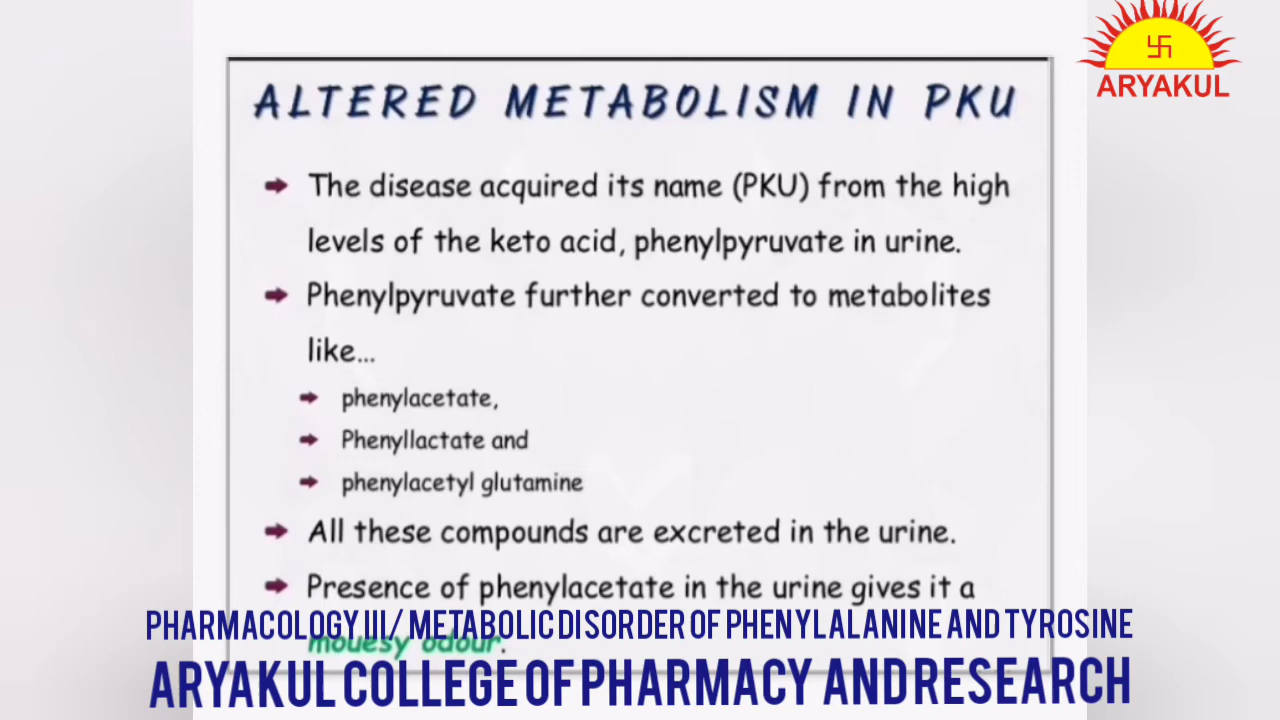 ARYAKUL
ALTERED METABOLISM IN PKU
The disease acquired its name (PKU) from the high
levels of the keto acid, phenylpyruvate in urine.
Phenylpyruvate further converted to metabolites
like...
phenylacetate,
Phenyllactate and
phenylacetyl glutamine
All these compounds are excreted in the urine.
Presence of phenylacetate in the urine gives it a
mouesy odour.
PHARMACOLOGY III/ METABOLIC DISORDER OF PHENYLALANINE AND TYROSINE
ARYAKUL COLLEGE OF PHARMACY AND RESEARCH